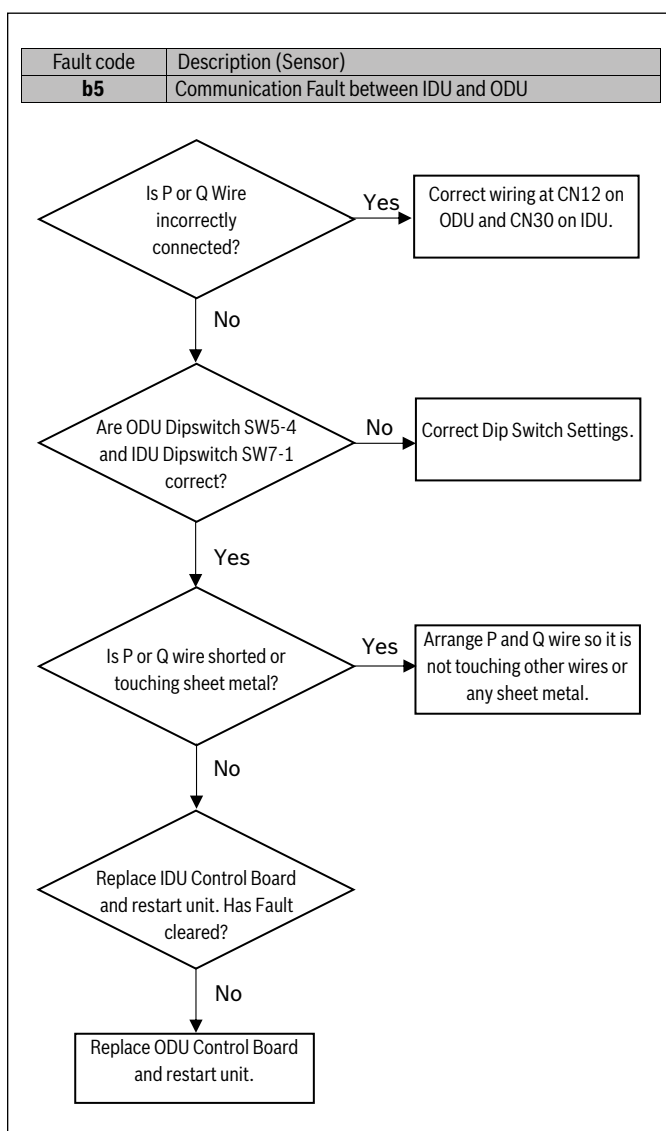 Fault code Description (Sensor)
b5 Communication Fault between IDU and ODU
Is P or Q Wire
incorrectly
connected?
Yes
Correct wiring at CN12 on
ODU and CN30 on IDU.
No
Are ODU Dipswitch SW5-4
and IDU Dipswitch SW7-1
correct?
No
Correct Dip Switch Settings.
Yes
Is P or Q wire shorted or
touching sheet metal?
Yes
Arrange P and Q wire so it is
not touching other wires or
any sheet metal.
No
Replace IDU Control Board
and restart unit. Has Fault
cleared?
No
Replace ODU Control Board
and restart unit.